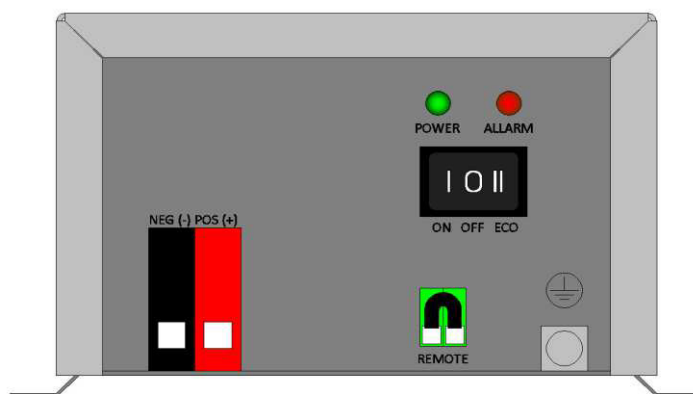 POWER ALLARM
I O II
ON OFF ECO
NEG (-) POS (+)
REMOTE